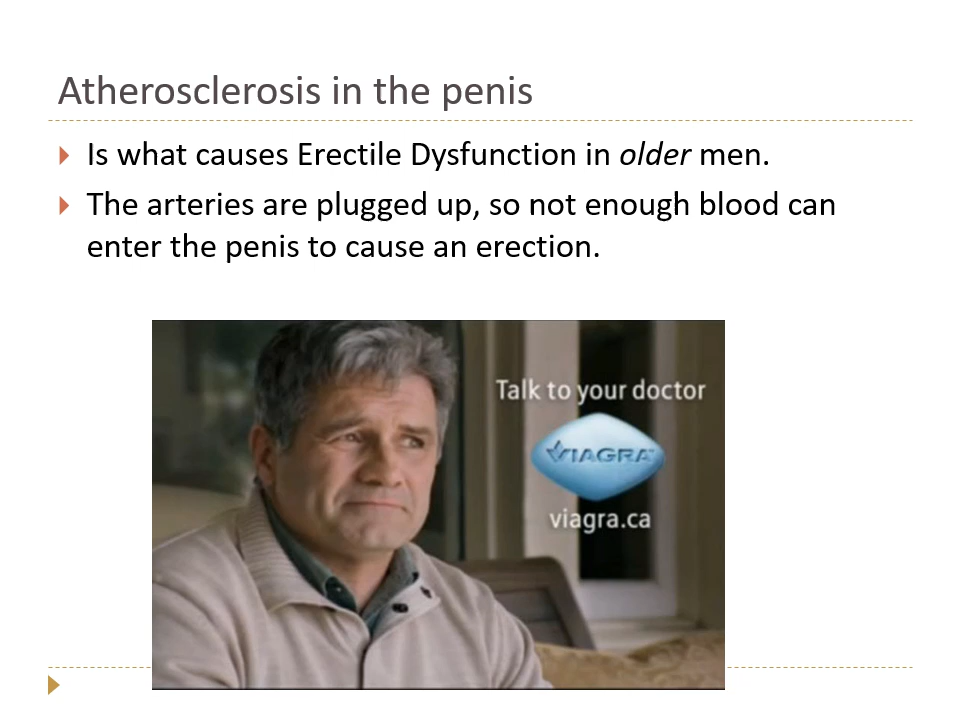 Atherosclerosis in the penis
Is what causes Erectile Dysfunction in older men.
The arteries are plugged up, so not enough blood can
enter the penis to cause an erection.
Talk to your doctor
VIAGRA
viagra.ca